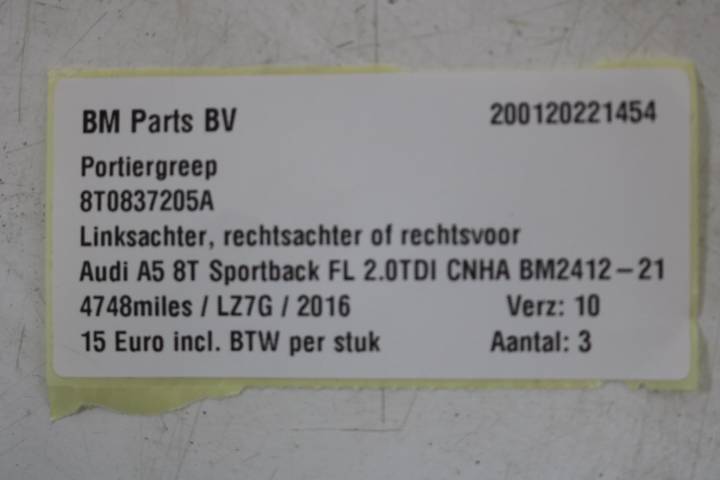 BM Parts BV 200120221454
Portiergreep
8T0837205A
Linksachter, rechtsachter of rechtsvoor
Audi A5 8T Sportback FL 2.0TDI CNHA BM2412-21
4748miles / LZ7G / 2016 Verz: 10
15 Euro incl. BTW per stuk Aantal: 3